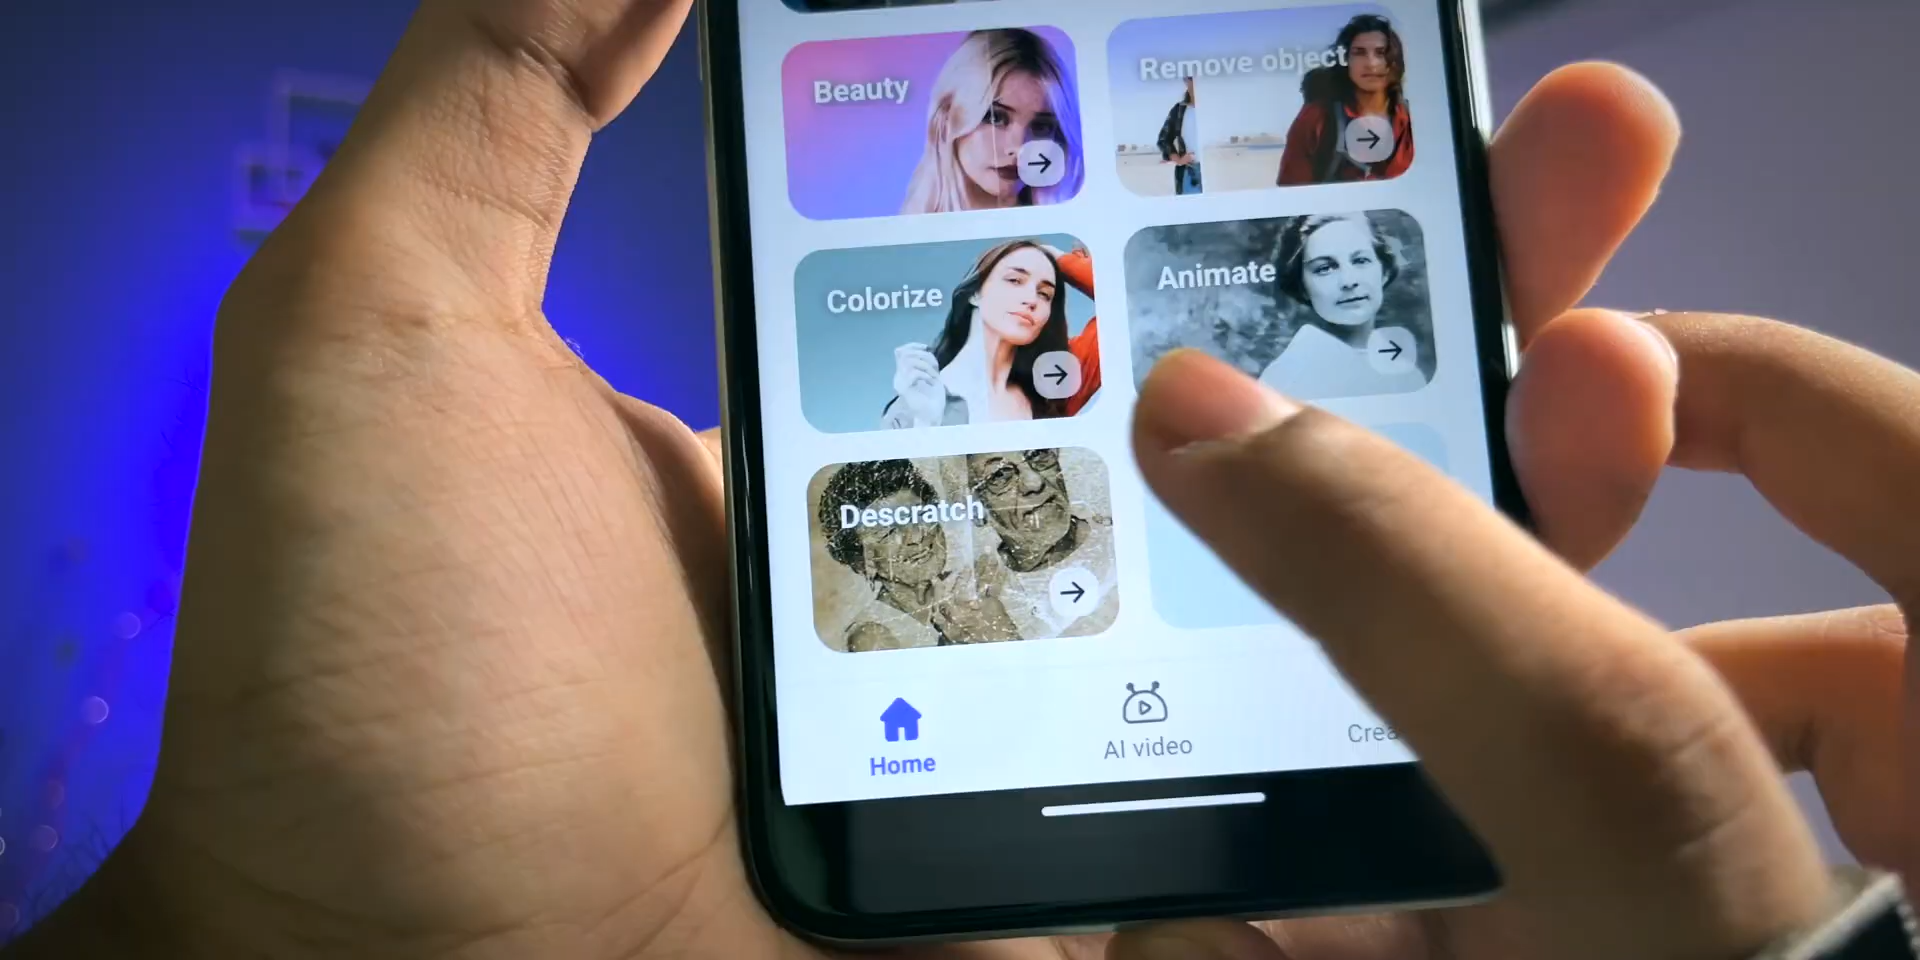 Beauty
Remove object
Colorize
Animate
Descratch
Home
AI video